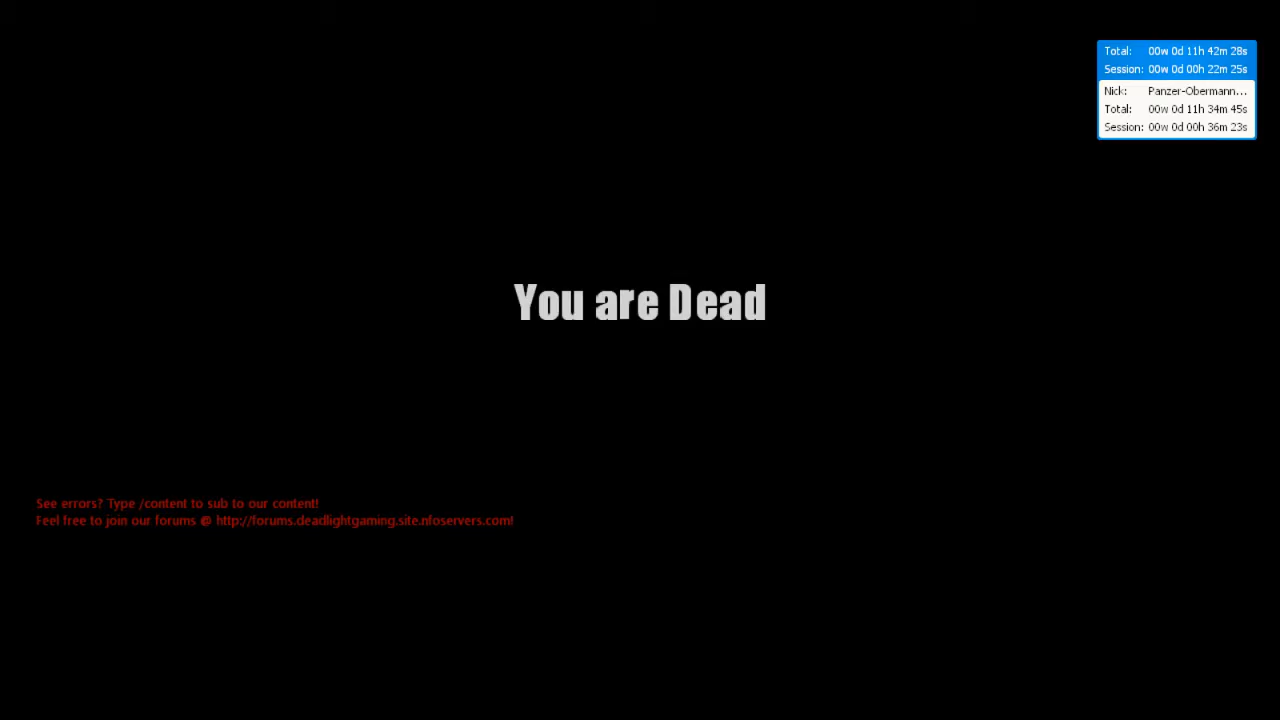 Total: 00w 0d 11h 42m 28s
Session: 00w 0d 00h 22m 25s
Nick: Panzer-Obermann...
Total: 00w 0d 11h 34m 45s
Session: 00w 0d 00h 36m 23s
You are Dead
See errors? Type /content to sub to our content!
Feel free to join our forums @ http://forums.deadlightgaming.site.nfoservers.com!